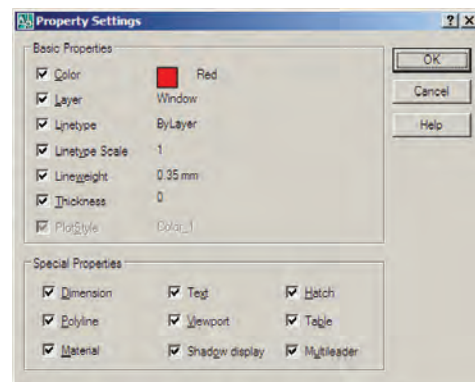 Property Settings
Basic Properties
Color Red
Layer Window
Linetype ByLayer
Linetype Scale 1
Lineweight 0.35 mm
Thickness 0
PlotStyle Color_1
OK
Cancel
Help
Special Properties
Dimension Text Hatch
Polyline Viewport Table
Material Shadow display Multileader